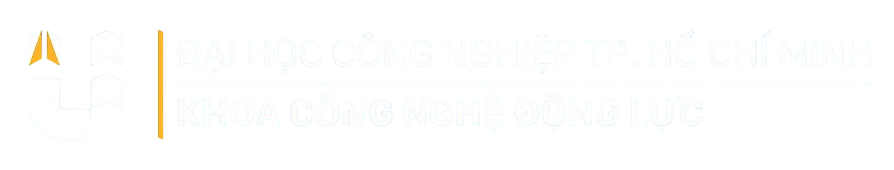 ĐẠI HỌC CÔNG NGHIỆP TP. HỒ CHÍ MINH
KHOA CÔNG NGHỆ ĐỘNG LỰC